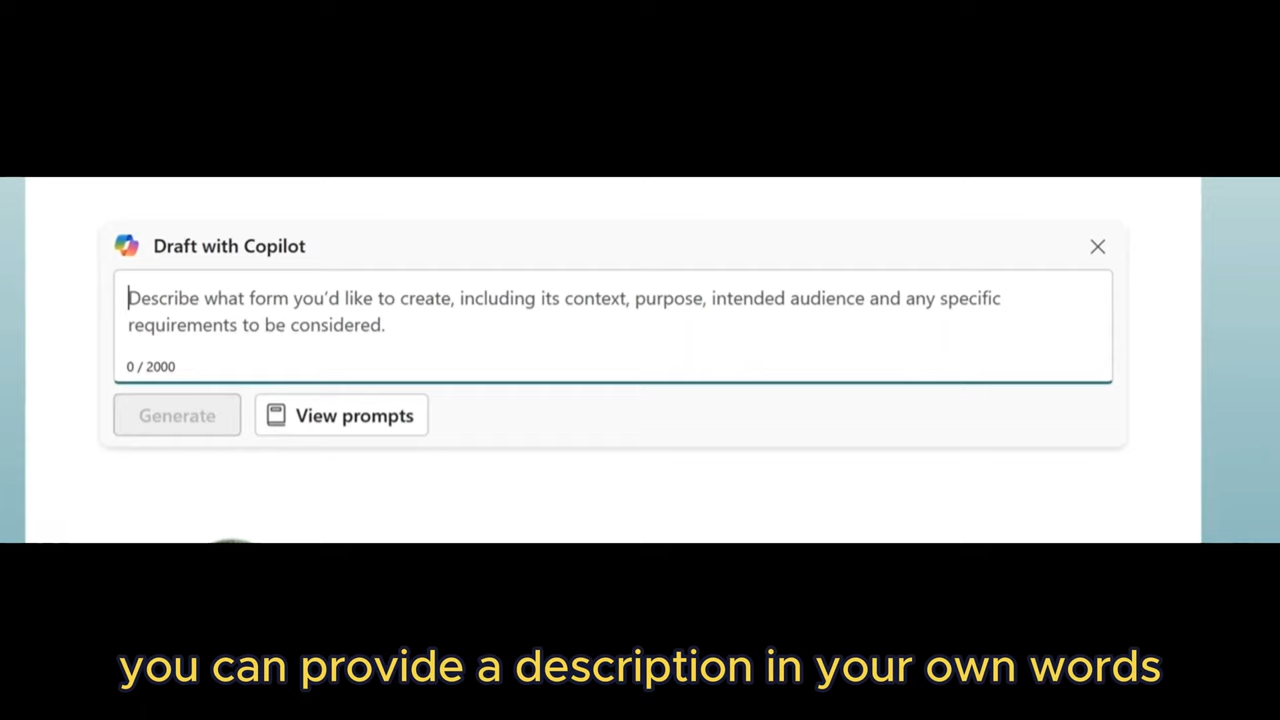 Draft with Copilot
Describe what form you’d like to create, including its context, purpose, intended audience and any specific
requirements to be considered.
0 / 2000
Generate
View prompts
you can provide a description in your own words